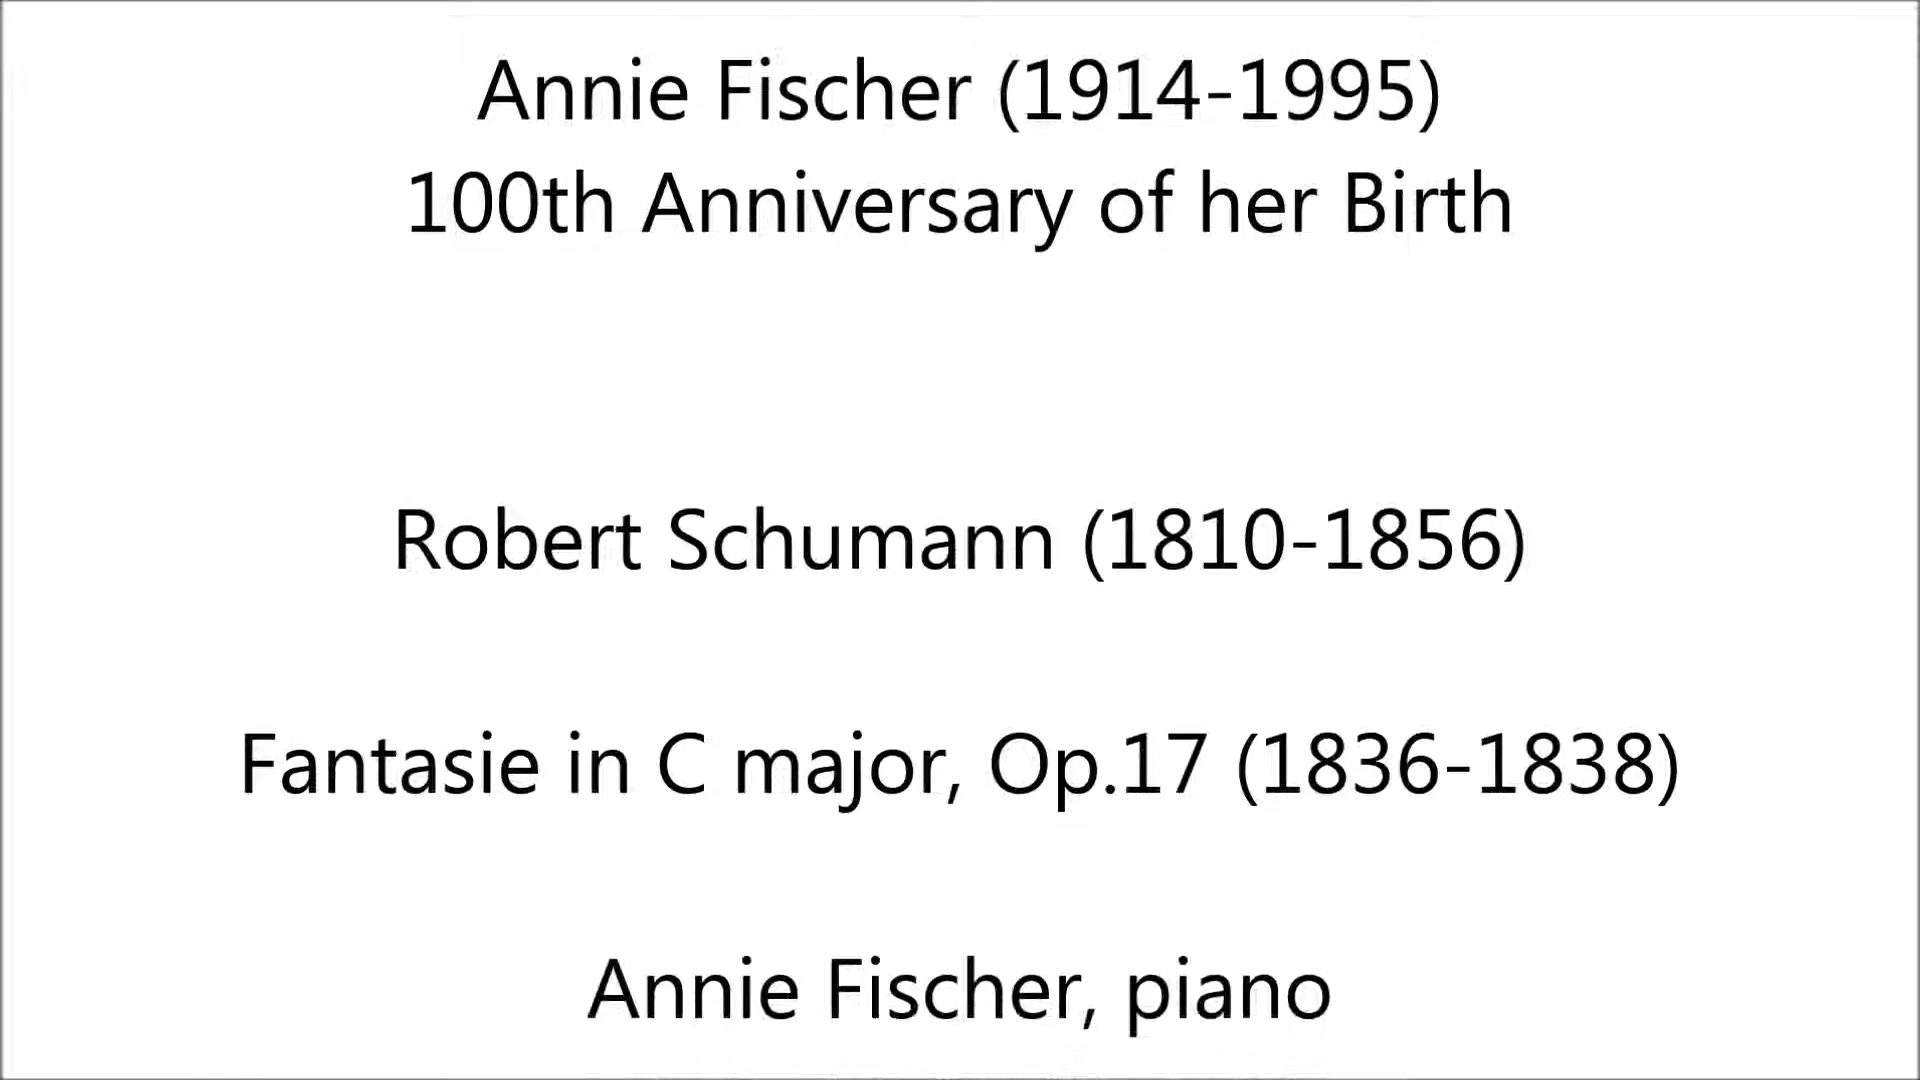 Annie Fischer (1914-1995)
100th Anniversary of her Birth
Robert Schumann (1810-1856)
Fantasie in C major, Op.17 (1836-1838)
Annie Fischer, piano